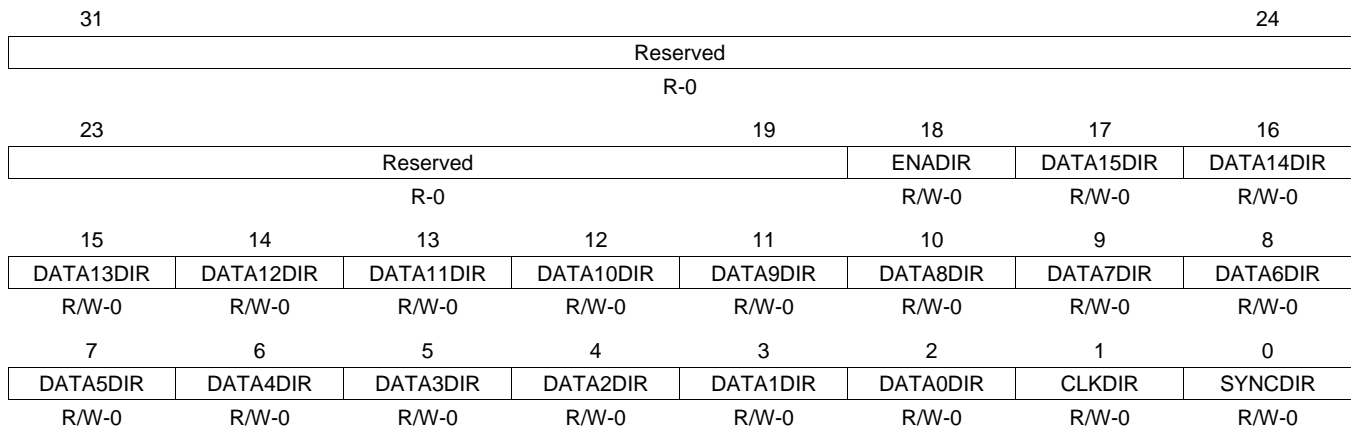 31 24
Reserved
R-0
23 19 18 17 16
Reserved ENADIR DATA15DIR DATA14DIR
R-0 R/W-0 R/W-0 R/W-0
15 14 13 12 11 10 9 8
DATA13DIR DATA12DIR DATA11DIR DATA10DIR DATA9DIR DATA8DIR DATA7DIR DATA6DIR
R/W-0 R/W-0 R/W-0 R/W-0 R/W-0 R/W-0 R/W-0 R/W-0
7 6 5 4 3 2 1 0
DATA5DIR DATA4DIR DATA3DIR DATA2DIR DATA1DIR DATA0DIR CLKDIR SYNCDIR
R/W-0 R/W-0 R/W-0 R/W-0 R/W-0 R/W-0 R/W-0 R/W-0